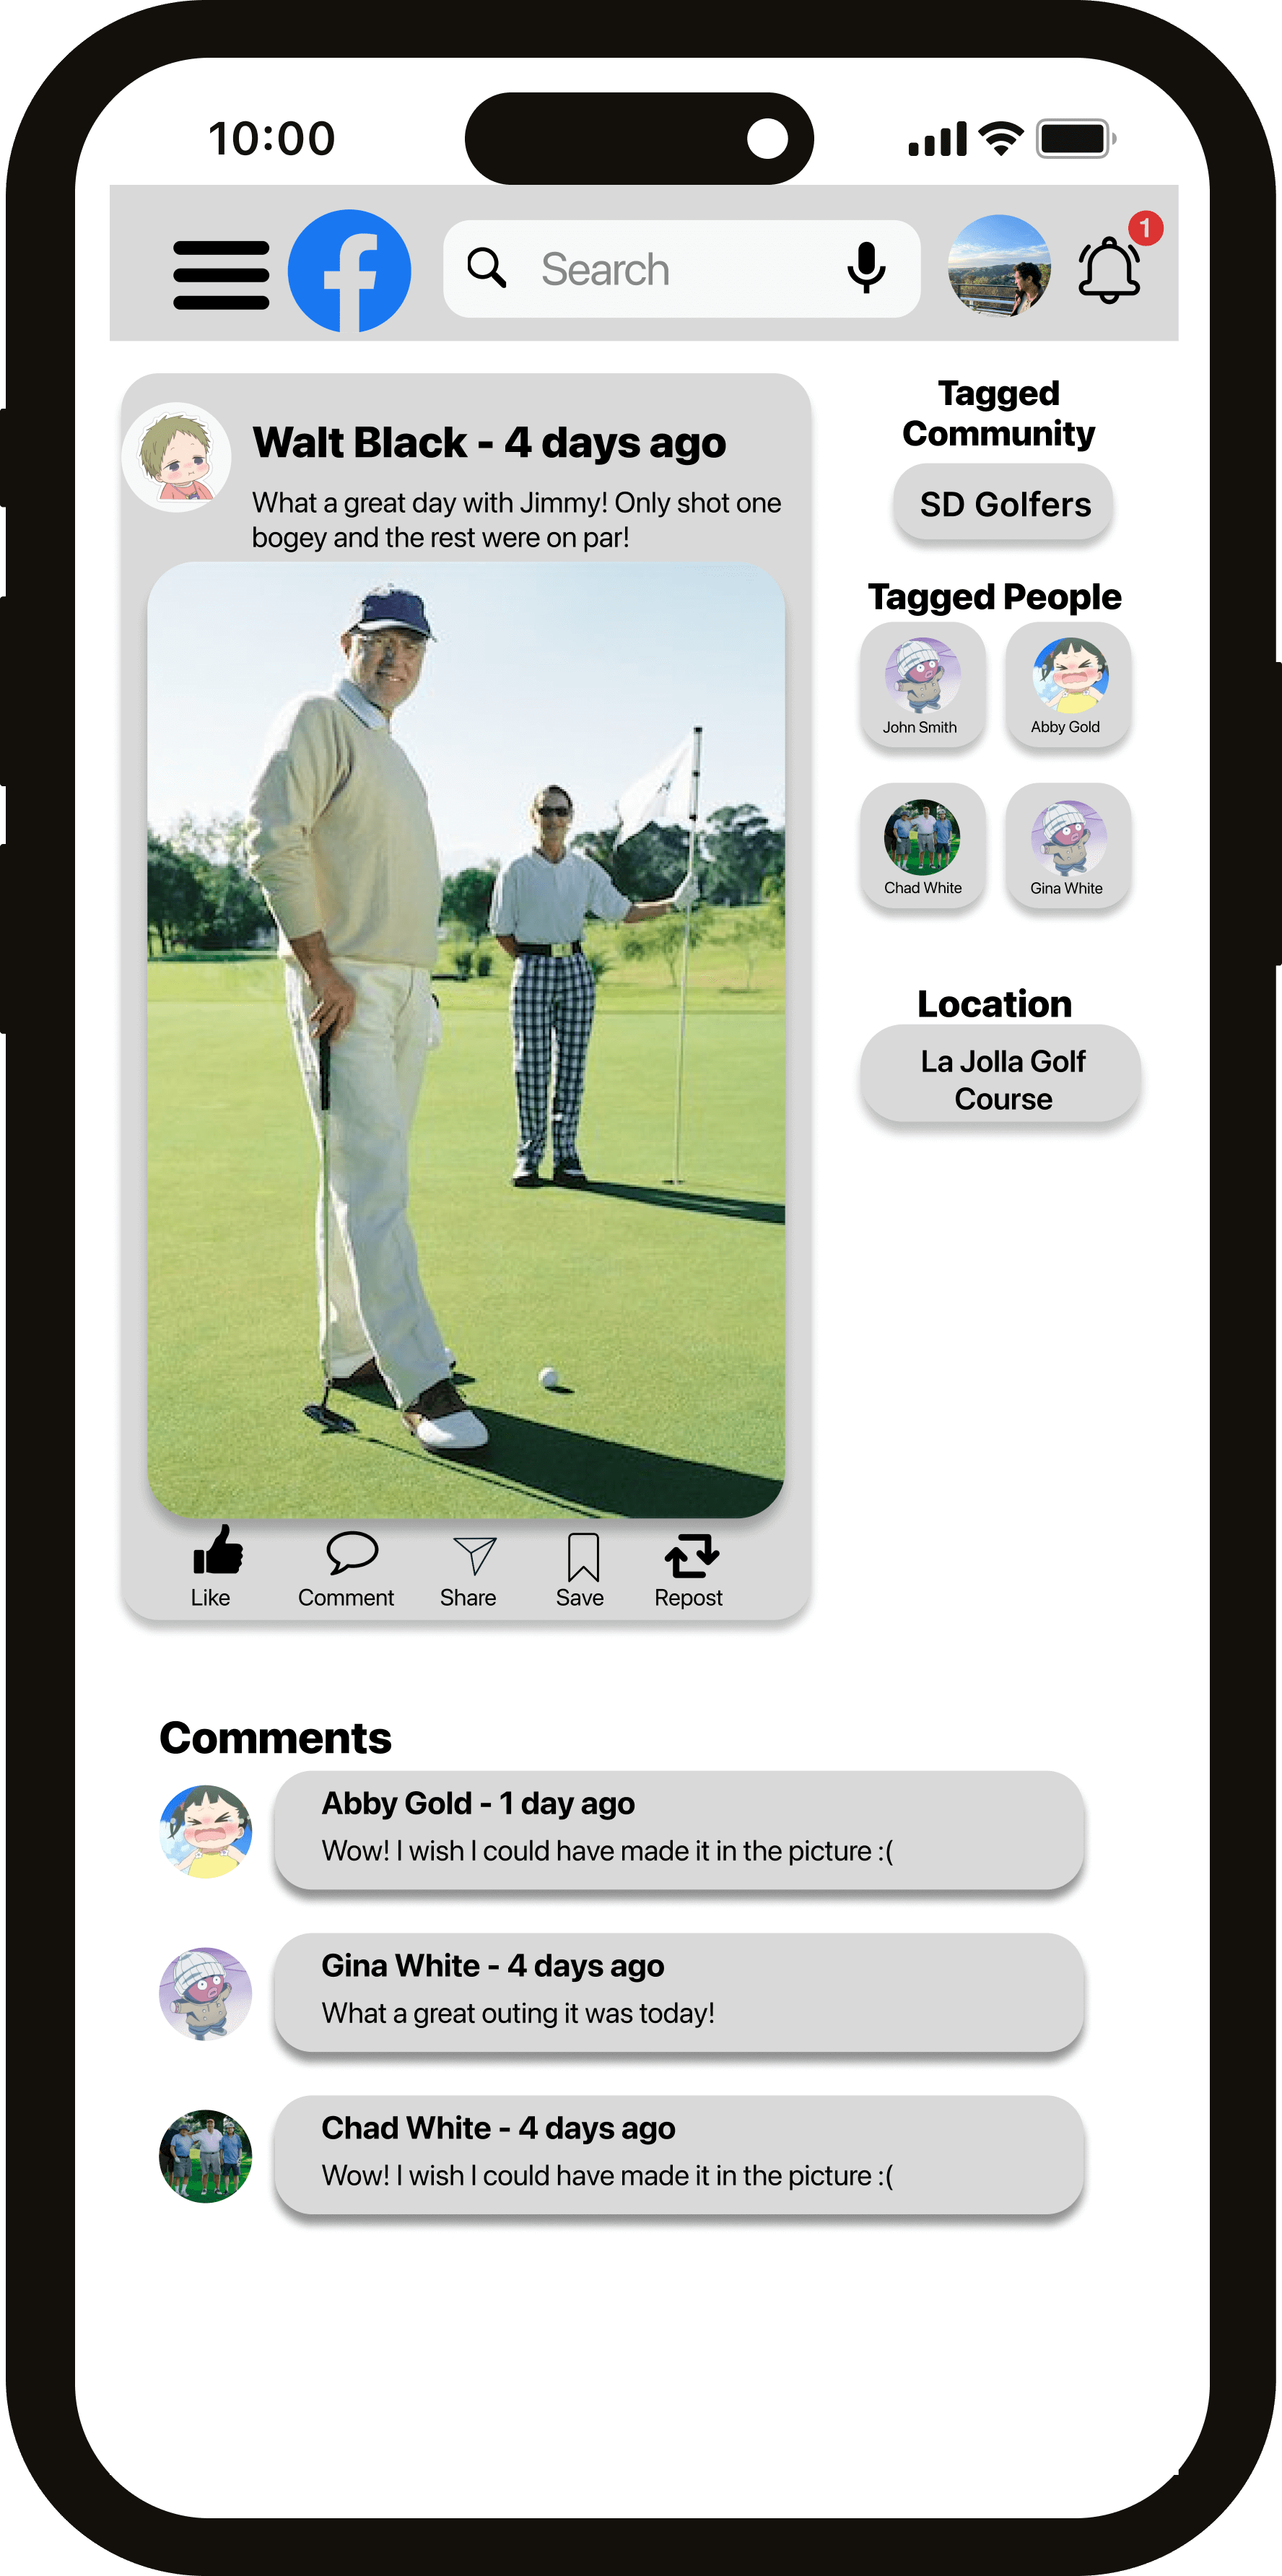 10:00
Search
1
Walt Black - 4 days ago
What a great day with Jimmy! Only shot one
bogey and the rest were on par!
Tagged
Community
SD Golfers
Tagged People
John Smith
Abby Gold
Chad White
Gina White
Location
La Jolla Golf
Course
Like
Comment
Share
Save
Repost
Comments
Abby Gold - 1 day ago
Wow! I wish I could have made it in the picture :(
Gina White - 4 days ago
What a great outing it was today!
Chad White - 4 days ago
Wow! I wish I could have made it in the picture :(